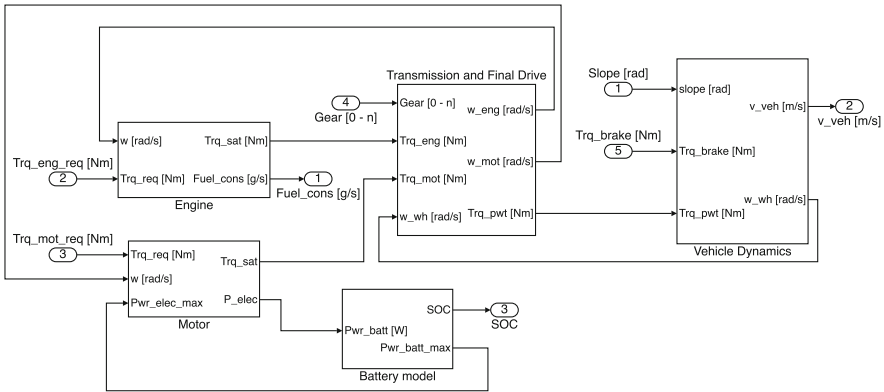 Transmission and Final Drive
4
Gear [0 - n]
Gear [0 - n]
Trq_eng [Nm]
Trq_mot [Nm]
w_wh [rad/s]
w_eng [rad/s]
w_mot [rad/s]
Trq_pwt [Nm]
Slope [rad]
1
Trq_brake [Nm]
5
slope [rad]
Trq_brake [Nm]
Trq_pwt [Nm]
v_veh [m/s]
w_wh [rad/s]
Vehicle Dynamics
2
v_veh [m/s]
Trq_eng_req [Nm]
2
w [rad/s]
Trq_req [Nm]
Trq_sat [Nm]
Fuel_cons [g/s]
Engine
1
Fuel_cons [g/s]
Trq_mot_req [Nm]
3
Trq_req [Nm]
w [rad/s]
Pwr_elec_max
Trq_sat
P_elec
Motor
Pwr_batt [W]
SOC
Pwr_batt_max
Battery model
3
SOC